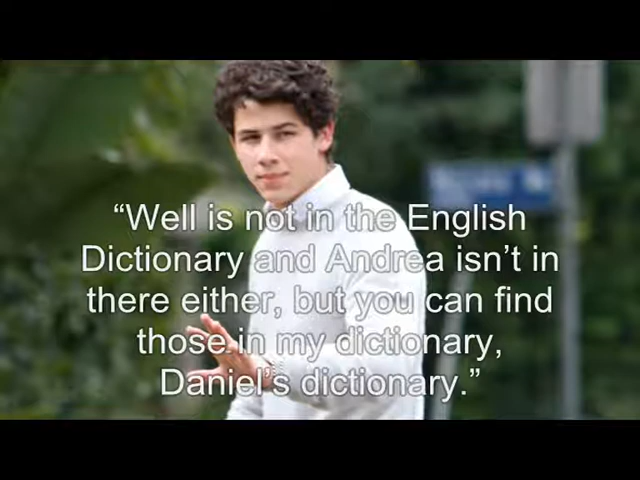 “Well is not in the English
Dictionary and Andrea isn’t in
there either, but you can find
those in my dictionary,
Daniel’s dictionary.”